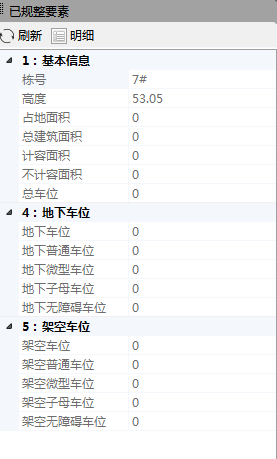 已规整要素
刷新 明细
1：基本信息
栋号 7#
高度 53.05
占地面积 0
总建筑面积 0
计容面积 0
不计容面积 0
总车位 0
4：地下车位
地下车位 0
地下普通车位 0
地下微型车位 0
地下子母车位 0
地下无障碍车位 0
5：架空车位
架空车位 0
架空普通车位 0
架空微型车位 0
架空子母车位 0
架空无障碍车位 0